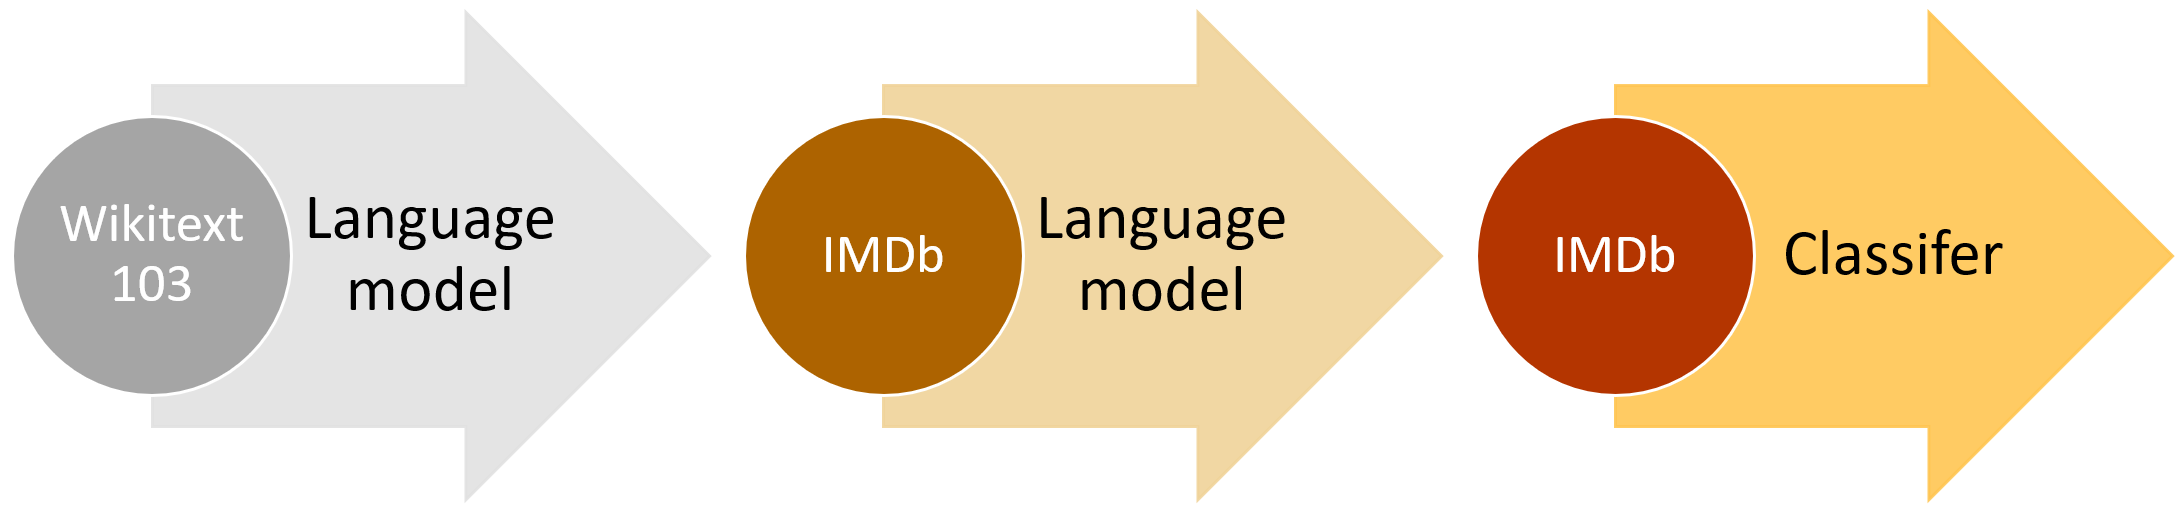 Wikitext
103
Language
model
IMDb
Language
model
IMDb
Classifer